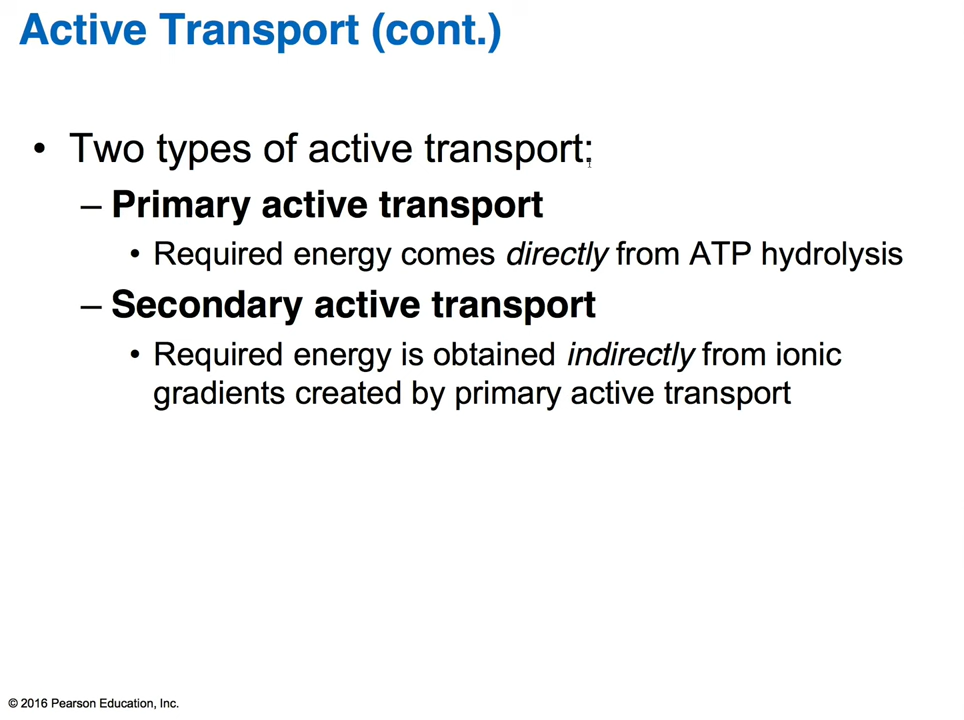 Active Transport (cont.)
• Two types of active transport:
– Primary active transport
• Required energy comes directly from ATP hydrolysis
– Secondary active transport
• Required energy is obtained indirectly from ionic
gradients created by primary active transport
© 2016 Pearson Education, Inc.